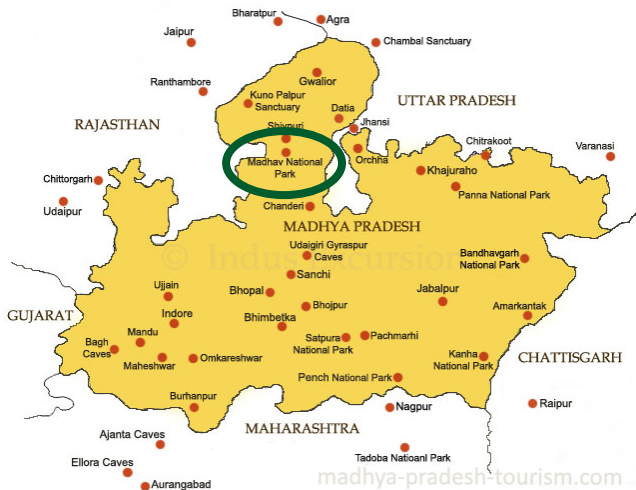 Bharatpur
Agra
Jaipur
Chambal Sanctuary
Gwalior
Ranthambore
Kuno Palpur
Sanctuary
UTTAR PRADESH
Datia
RAJASTHAN
Shivpuri
Jhansi
Chitrakoot
Varanasi
Madhav National
Park
Orchha
Khajuraho
Chittorgarh
Panna National Park
Udaipur
Chanderi
MADHYA PRADESH
Udaigiri Gyraspur
Caves
© Indus Excursion
Bandhavgarh
National Park
Sanchi
Ujjain
Bhopal
Jabalpur
Bhojpur
Amarkantak
GUJARAT
Indore
Bhimbetka
Mandu
Satpura
National Park
Pachmarhi
Bagh
Caves
Maheshwar
Omkareshwar
Kanha
National Park
CHATTISGARH
Pench National Park
Burhanpur
Nagpur
Raipur
MAHARASHTRA
Ajanta Caves
Tadoba Natioanl Park
Ellora Caves
Aurangabad
madhya-pradesh-tourism.com